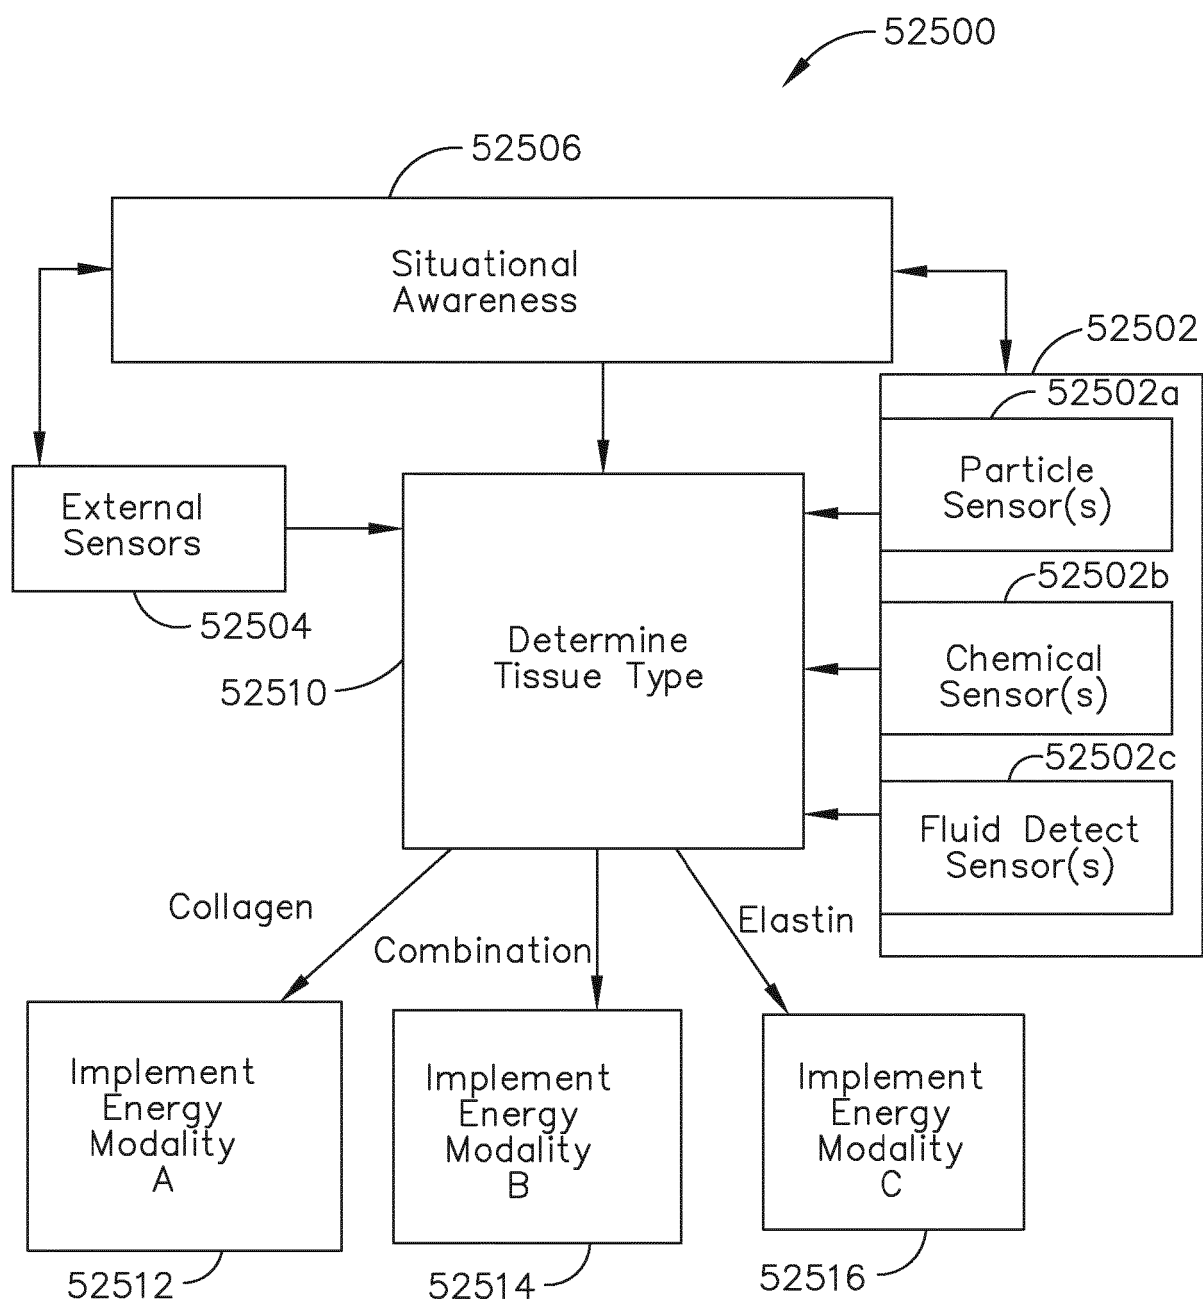 52500
52506
Situational
Awareness
52502
52502a
Particle
Sensor(s)
External
Sensors
52502b
52504
Determine
Tissue Type
Chemical
Sensor(s)
52510
52502c
Fluid Detect
Sensor(s)
Collagen
Combination
Elastin
Implement
Energy
Modality
A
Implement
Energy
Modality
B
Implement
Energy
Modality
C
52512
52514
52516